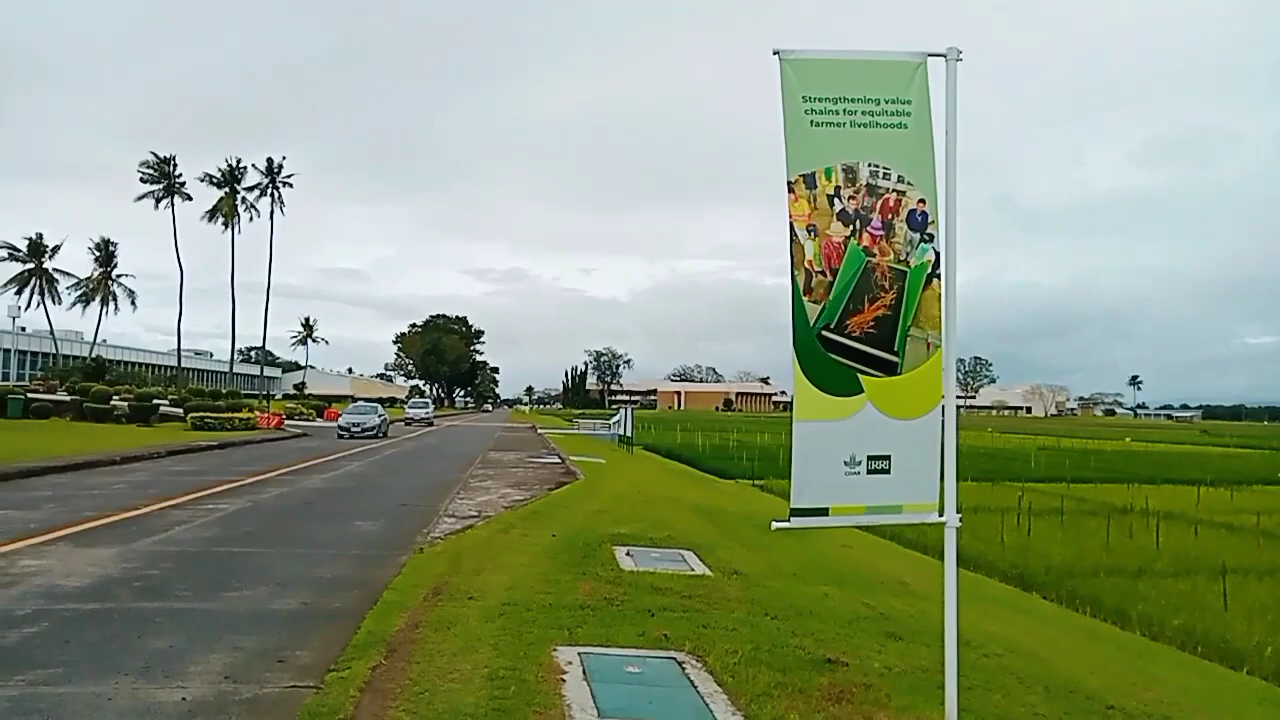 Strengthening value
chains for equitable
farmer livelihoods
CGIAR
IRRI